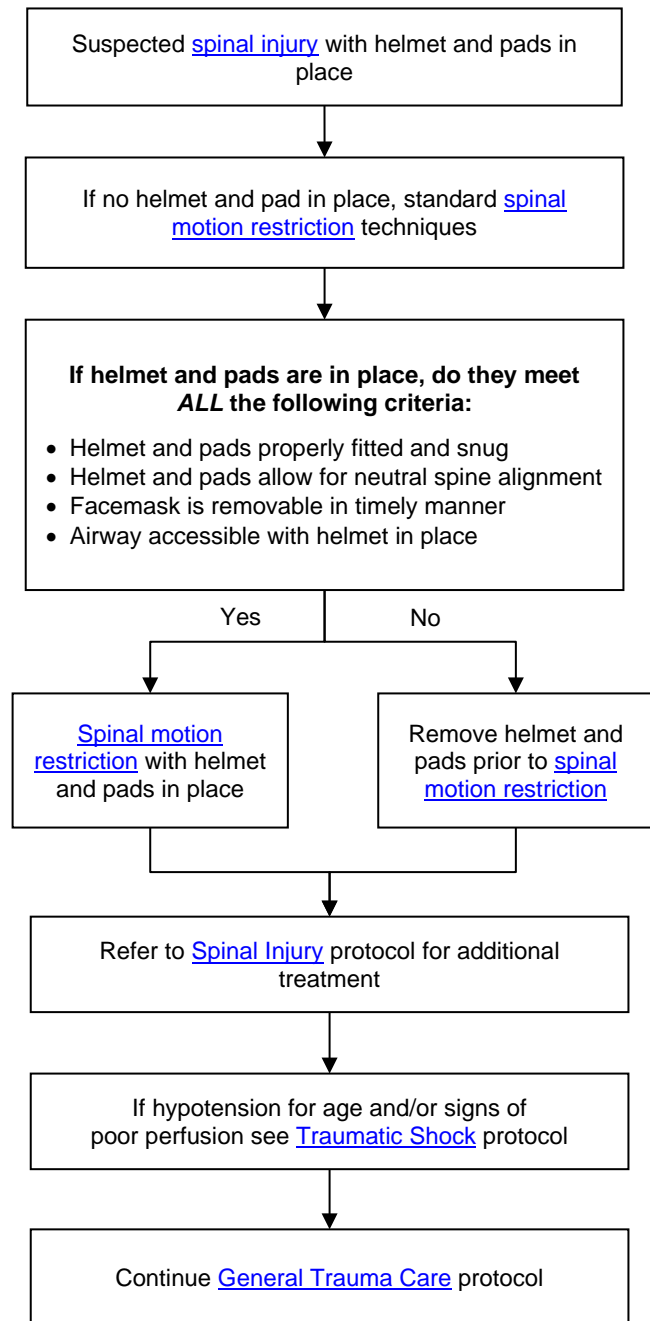 Suspected spinal injury with helmet and pads in
place
If no helmet and pad in place, standard spinal
motion restriction techniques
If helmet and pads are in place, do they meet
ALL the following criteria:
• Helmet and pads properly fitted and snug
• Helmet and pads allow for neutral spine alignment
• Facemask is removable in timely manner
• Airway accessible with helmet in place
Yes
No
Spinal motion
restriction with helmet
and pads in place
Remove helmet and
pads prior to spinal
motion restriction
Refer to Spinal Injury protocol for additional
treatment
If hypotension for age and/or signs of
poor perfusion see Traumatic Shock protocol
Continue General Trauma Care protocol